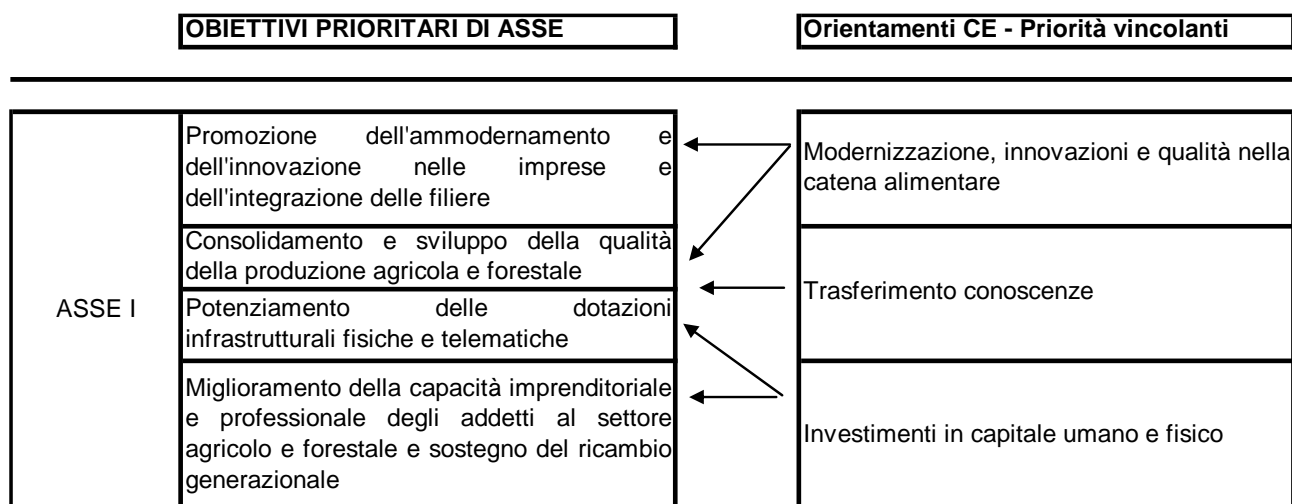 OBIETTIVI PRIORITARI DI ASSE
Orientamenti CE - Priorità vincolanti
ASSE I
Promozione dell'ammodernamento e
dell'innovazione nelle imprese e
dell'integrazione delle filiere
Consolidamento e sviluppo della qualità
della produzione agricola e forestale
Potenziamento delle dotazioni
infrastrutturali fisiche e telematiche
Miglioramento della capacità imprenditoriale
e professionale degli addetti al settore
agricolo e forestale e sostegno del ricambio
generazionale
Modernizzazione, innovazioni e qualità nella
catena alimentare
Trasferimento conoscenze
Investimenti in capitale umano e fisico